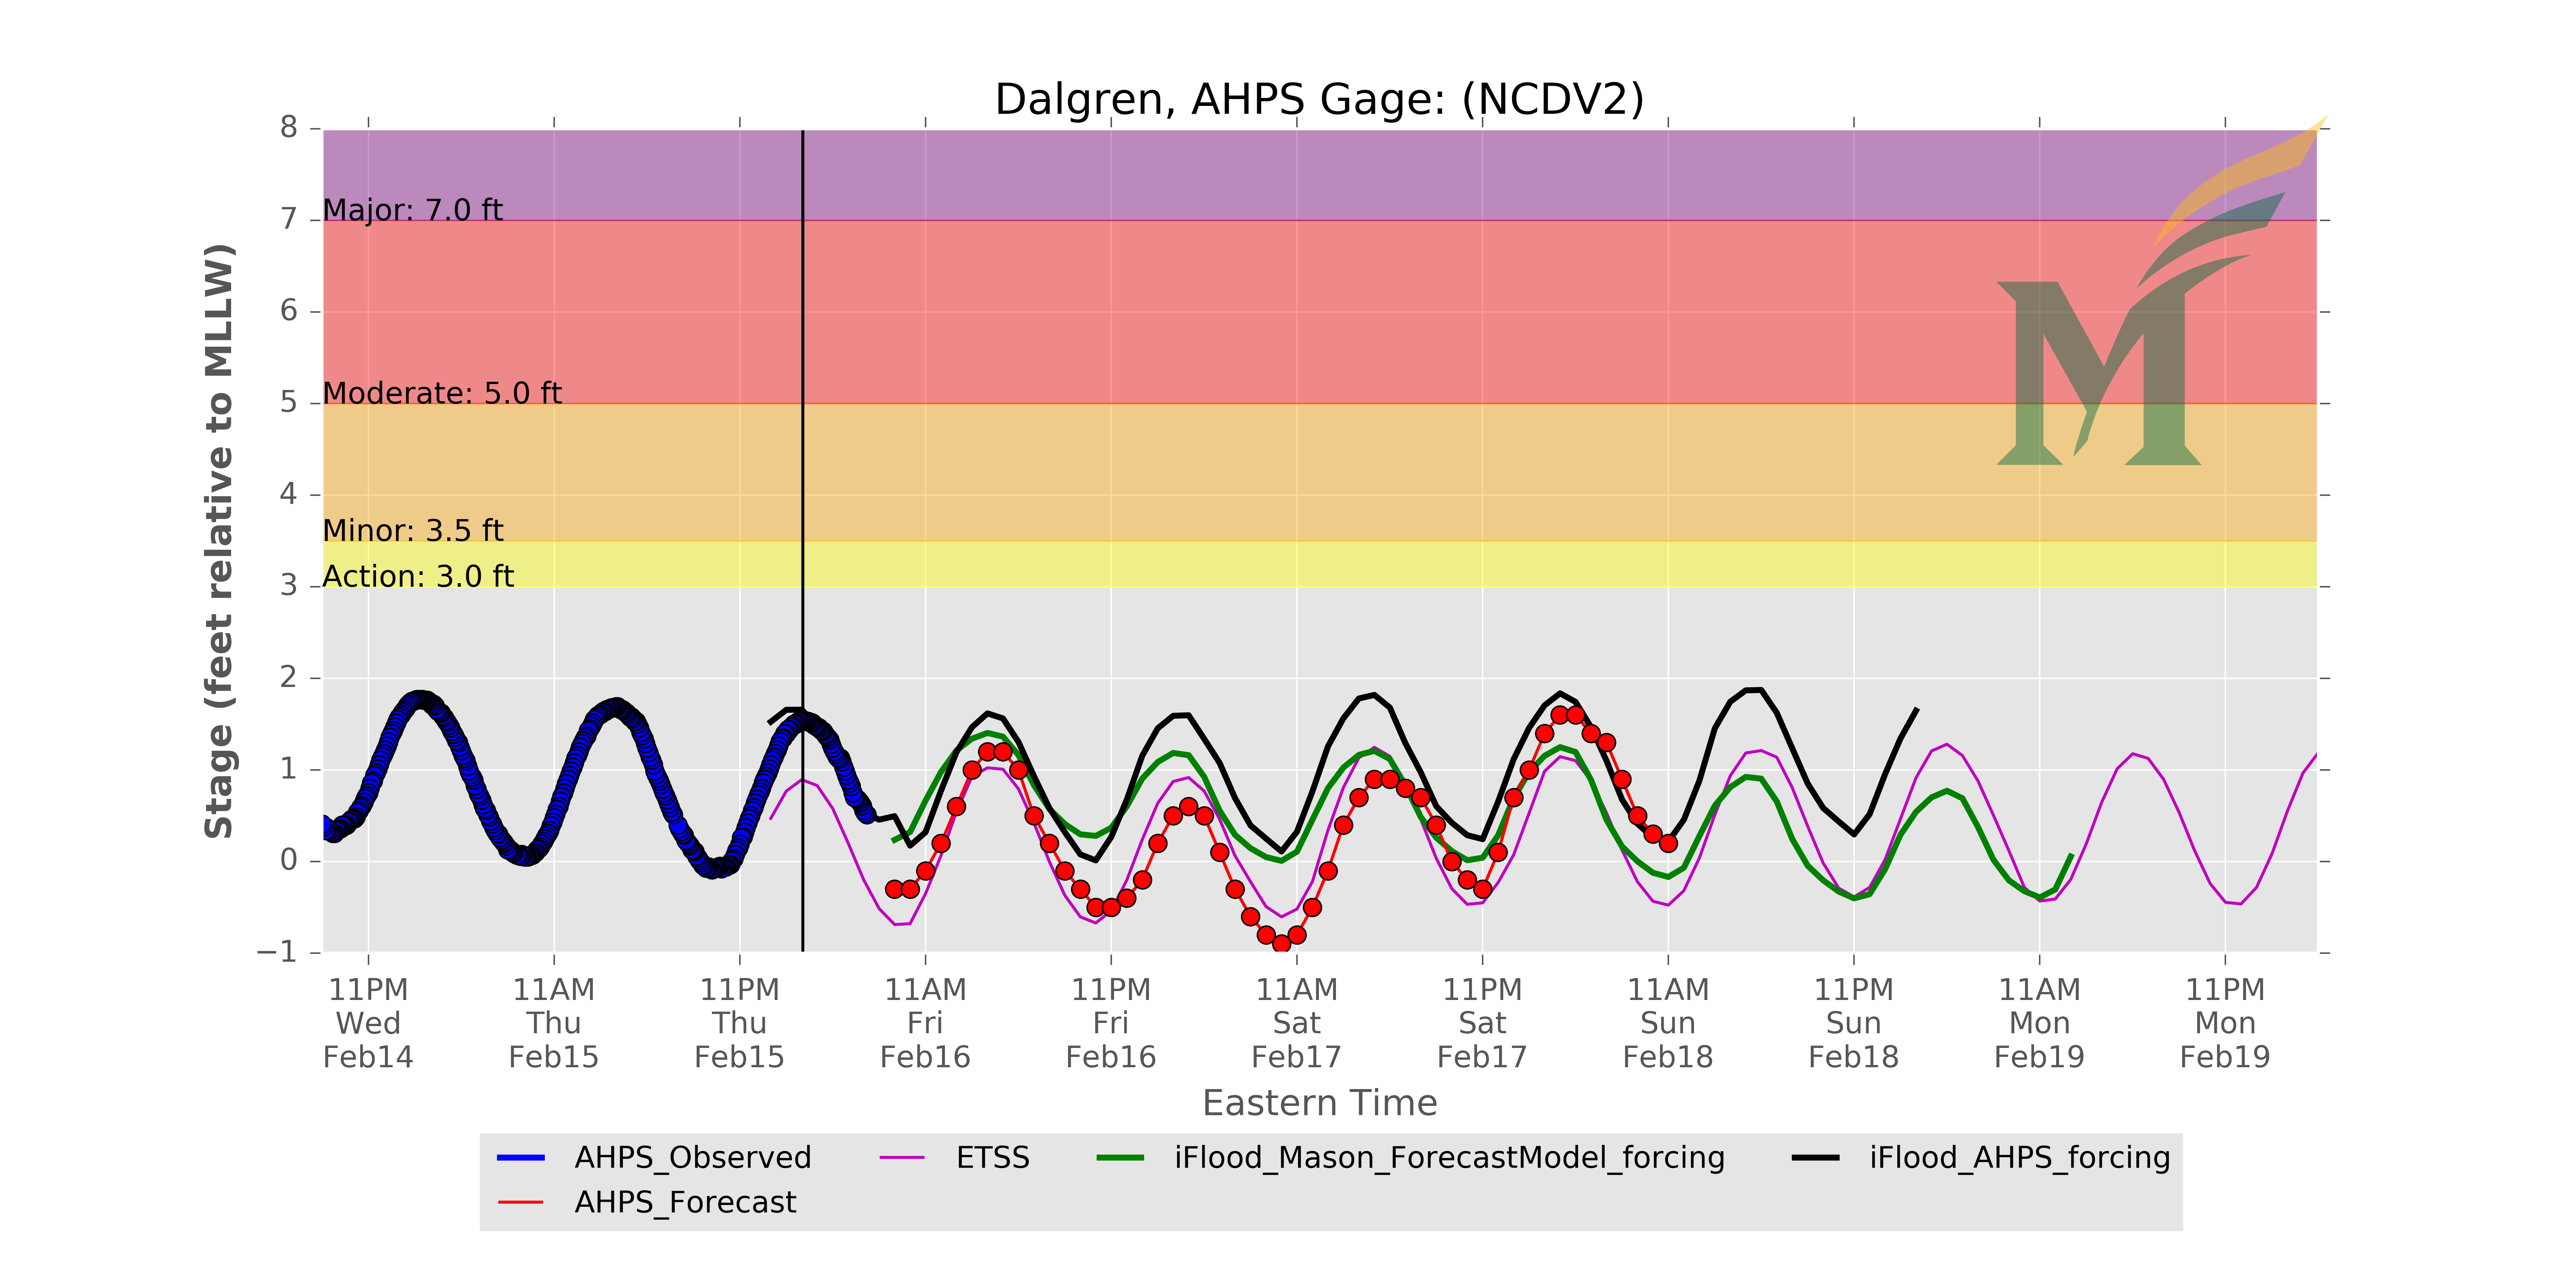 Dalgren, AHPS Gage: (NCDV2)
Stage (feet relative to MLLW)
8
7
6
5
4
3
2
1
0
−1
Major: 7.0 ft
Moderate: 5.0 ft
Minor: 3.5 ft
Action: 3.0 ft
M
11PM 11AM 11PM 11AM 11PM 11AM 11PM 11AM 11PM 11AM 11PM
Wed Thu Thu Fri Fri Sat Sat Sun Sun Mon Mon
Feb14 Feb15 Feb15 Feb16 Feb16 Feb17 Feb17 Feb18 Feb18 Feb19 Feb19
Eastern Time
AHPS_Observed ETSS iFlood_Mason_ForecastModel_forcing iFlood_AHPS_forcing
AHPS_Forecast